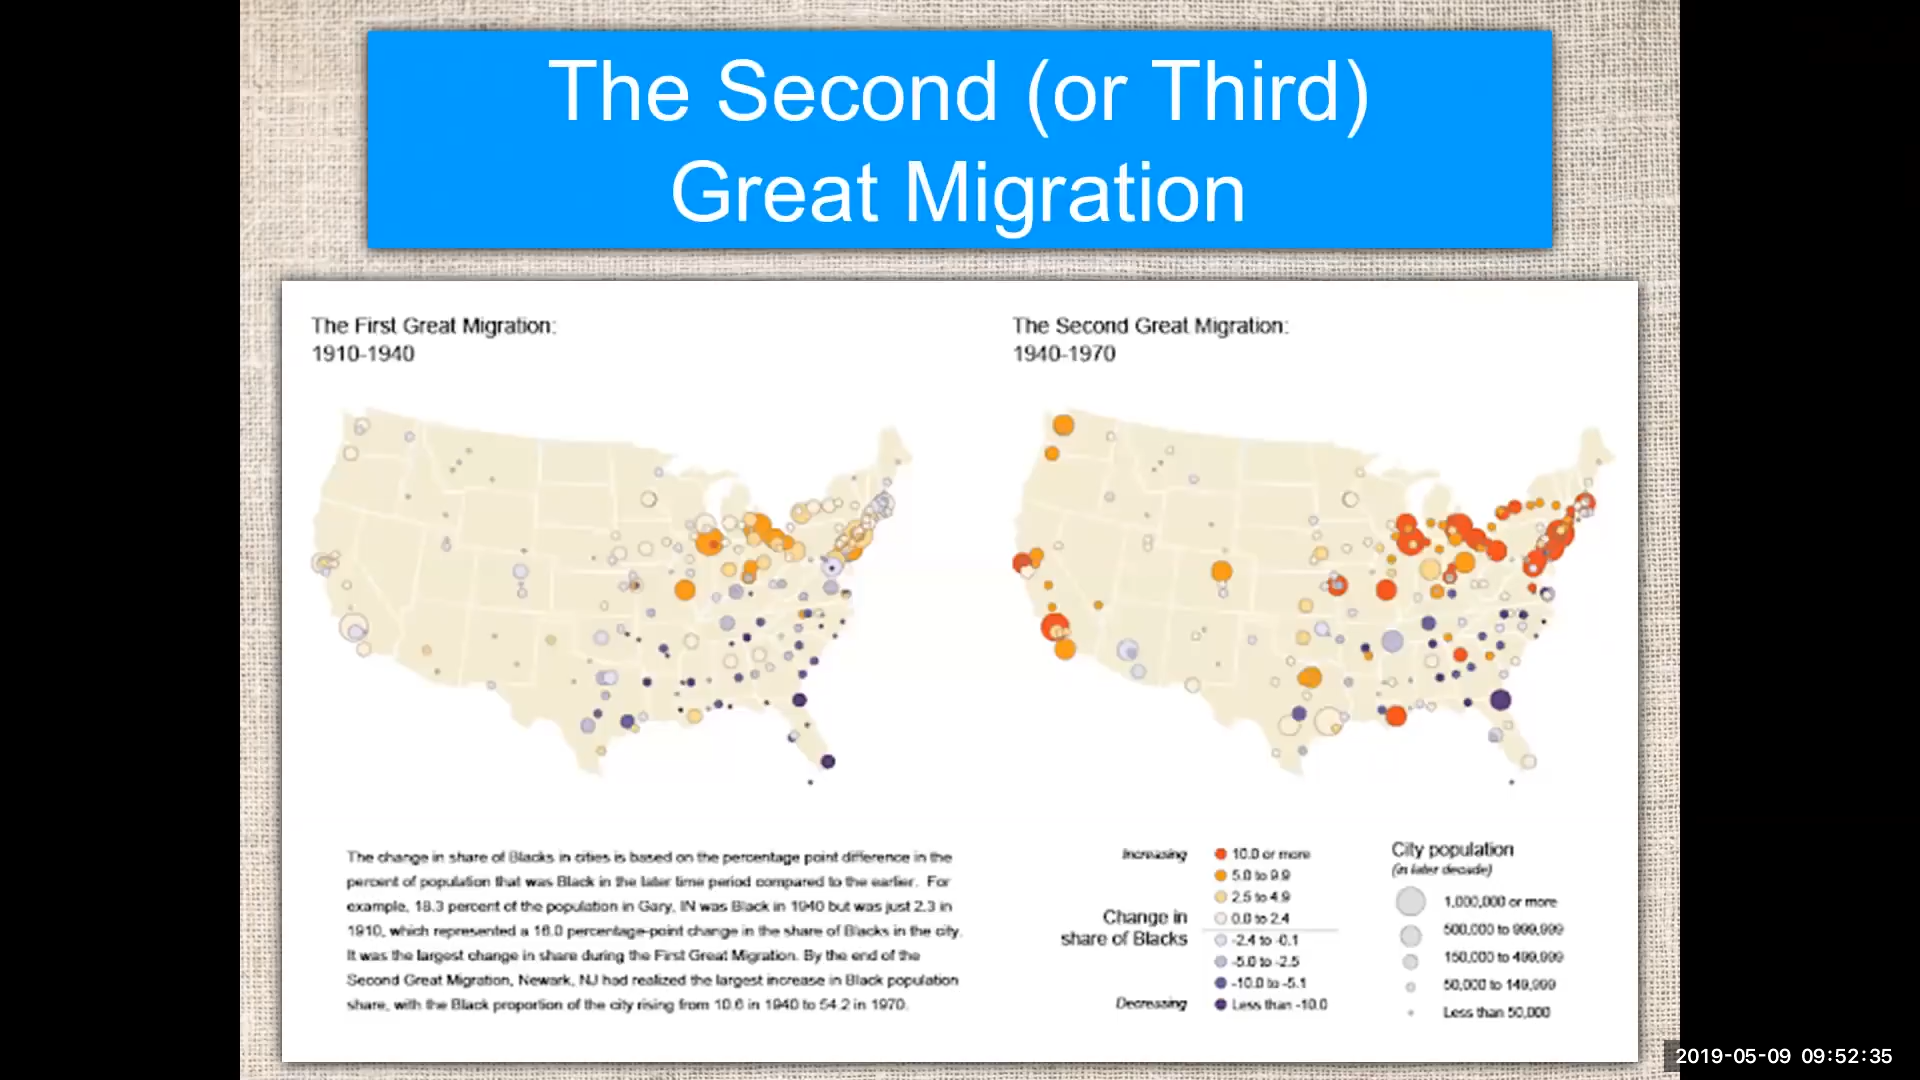 The Second (or Third)
Great Migration
The First Great Migration:
1910-1940
The Second Great Migration:
1940-1970
The change in share of Blacks in cities is based on the percentage point difference in the
percent of population that was Black in the later time period compared to the earlier. For
example, 18.3 percent of the population in Gary, IN was Black in 1940 but was just 2.3 in
1910, which represented a 16.0 percentage-point change in the share of Blacks in the city.
It was the largest change in share during the First Great Migration. By the end of the
Second Great Migration, Newark, NJ had realized the largest increase in Black population
share, with the Black proportion of the city rising from 10.6 in 1940 to 54.2 in 1970.
Increasing
Change in
share of Blacks
Decreasing
10.0 or more
5.0 to 9.9
2.5 to 4.9
0.0 to 2.4
-2.4 to -0.1
-5.0 to -2.5
-10.0 to -5.1
Less than -10.0
City population
(in later decade)
1,000,000 or more
500,000 to 999,999
150,000 to 499,999
50,000 to 149,999
Less than 50,000
2019-05-09 09:52:35